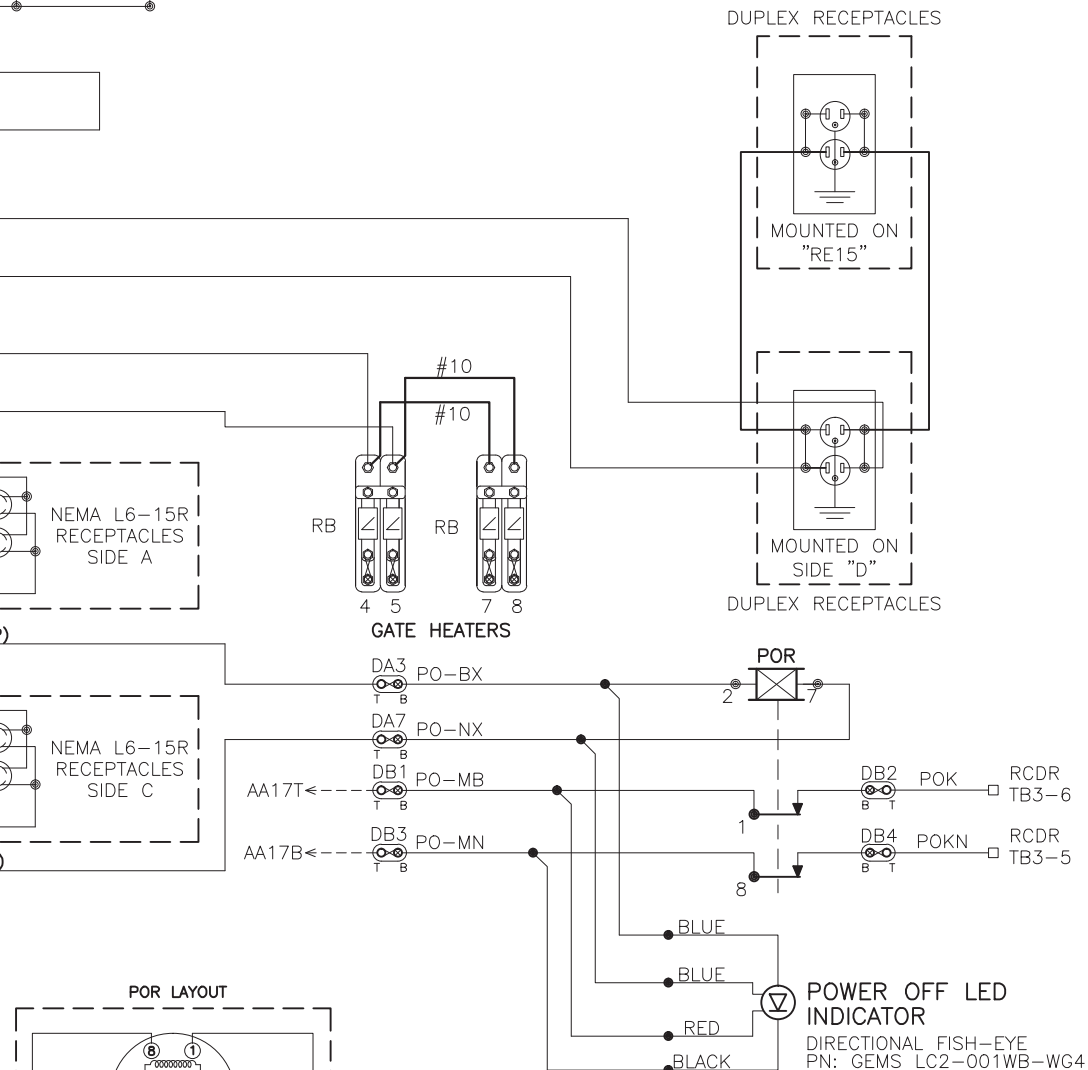 DUPLEX RECEPTACLES
MOUNTED ON
"RE15"
#10
#10
NEMA L6-15R
RECEPTACLES
SIDE A
RB
RB
4 5
7 8
GATE HEATERS
MOUNTED ON
SIDE "D"
DUPLEX RECEPTACLES
POR
DA3
PO-BX
T B
2
7
DA7
PO-NX
T B
NEMA L6-15R
RECEPTACLES
SIDE C
AA17T
DB1
PO-MB
T B
1
DB2
POK
B T
RCDR
TB3-6
AA17B
DB3
PO-MN
T B
8
DB4
POKN
B T
RCDR
TB3-5
BLUE
BLUE
RED
BLACK
POWER OFF LED
INDICATOR
DIRECTIONAL FISH-EYE
PN: GEMS LC2-001WB-WG4
POR LAYOUT
8 1